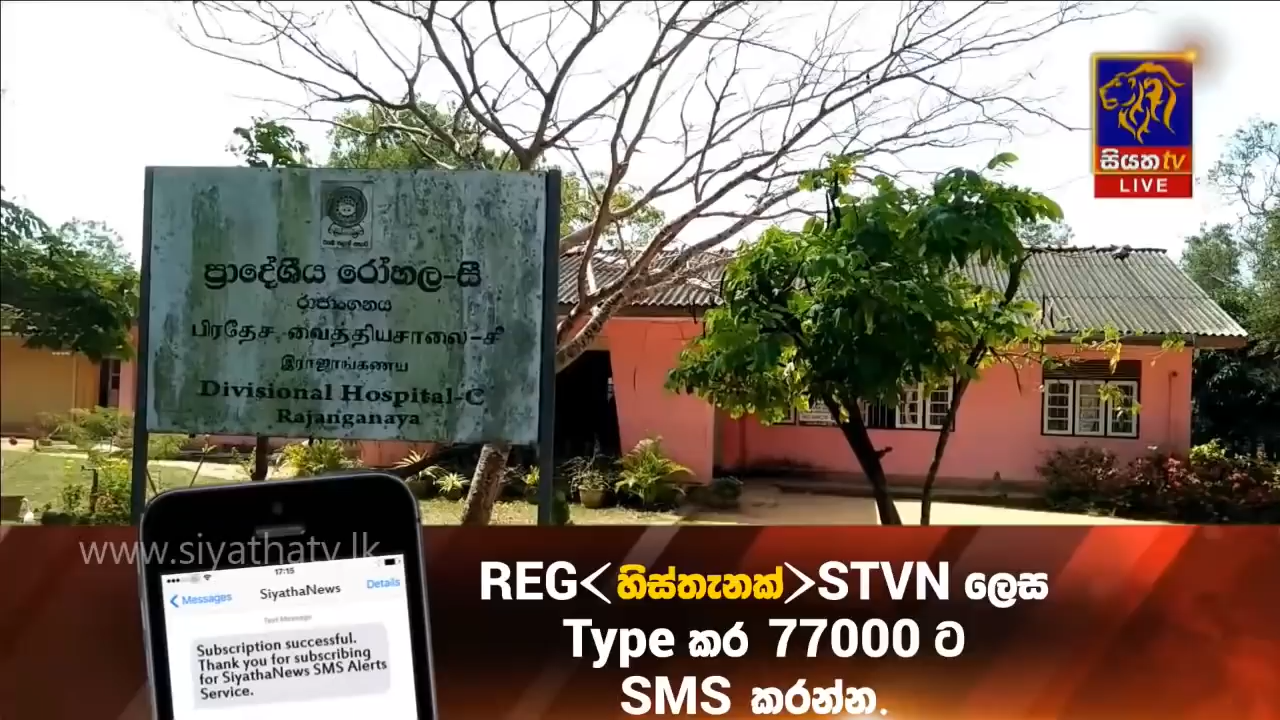 සියත tv
LIVE
ප්‍රාදේශීය රෝහල-සී
රාජාංගනය
பிரதேச வைத்தியசாலை-சீ
இராஜாங்கணய
Divisional Hospital-C
Rajanganaya
www.siyathatv.lk
17:15
Messages
SiyathaNews
Details
Text Message
Subscription successful.
Thank you for subscribing
for SiyathaNews SMS Alerts
Service.
REG<හිස්තැනක්>STVN ලෙස
Type කර 77000 ට
SMS කරන්න.